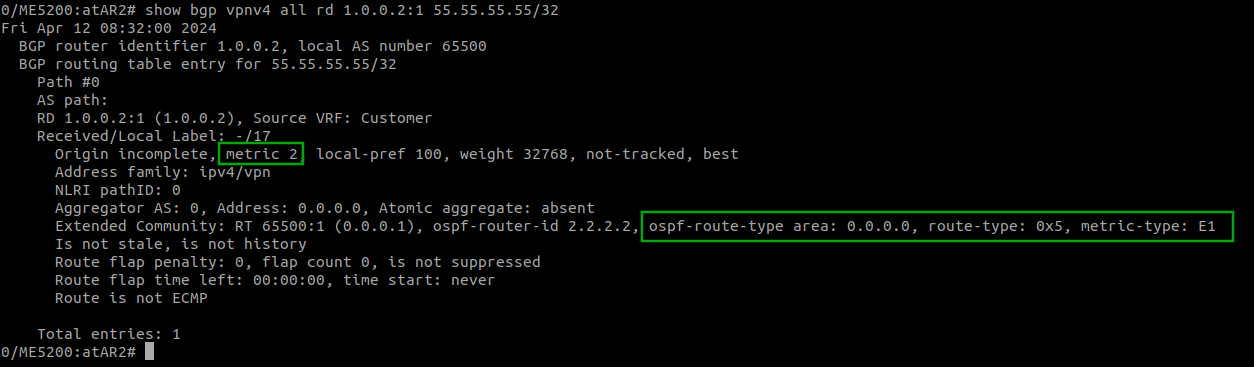 0/ME5200:atAR2# show bgp vpnv4 all rd 1.0.0.2:1 55.55.55.55/32
Fri Apr 12 08:32:00 2024
BGP router identifier 1.0.0.2, local AS number 65500
BGP routing table entry for 55.55.55.55/32
Path #0
AS path:
RD 1.0.0.2:1 (1.0.0.2), Source VRF: Customer
Received/Local Label: -/17
Origin incomplete, metric 2, local-pref 100, weight 32768, not-tracked, best
Address family: ipv4/vpn
NLRI pathID: 0
Aggregator AS: 0, Address: 0.0.0.0, Atomic aggregate: absent
Extended Community: RT 65500:1 (0.0.0.1), ospf-router-id 2.2.2.2, ospf-route-type area: 0.0.0.0, route-type: 0x5, metric-type: E1
Is not stale, is not history
Route flap penalty: 0, flap count 0, is not suppressed
Route flap time left: 00:00:00, time start: never
Route is not ECMP
Total entries: 1
0/ME5200:atAR2#